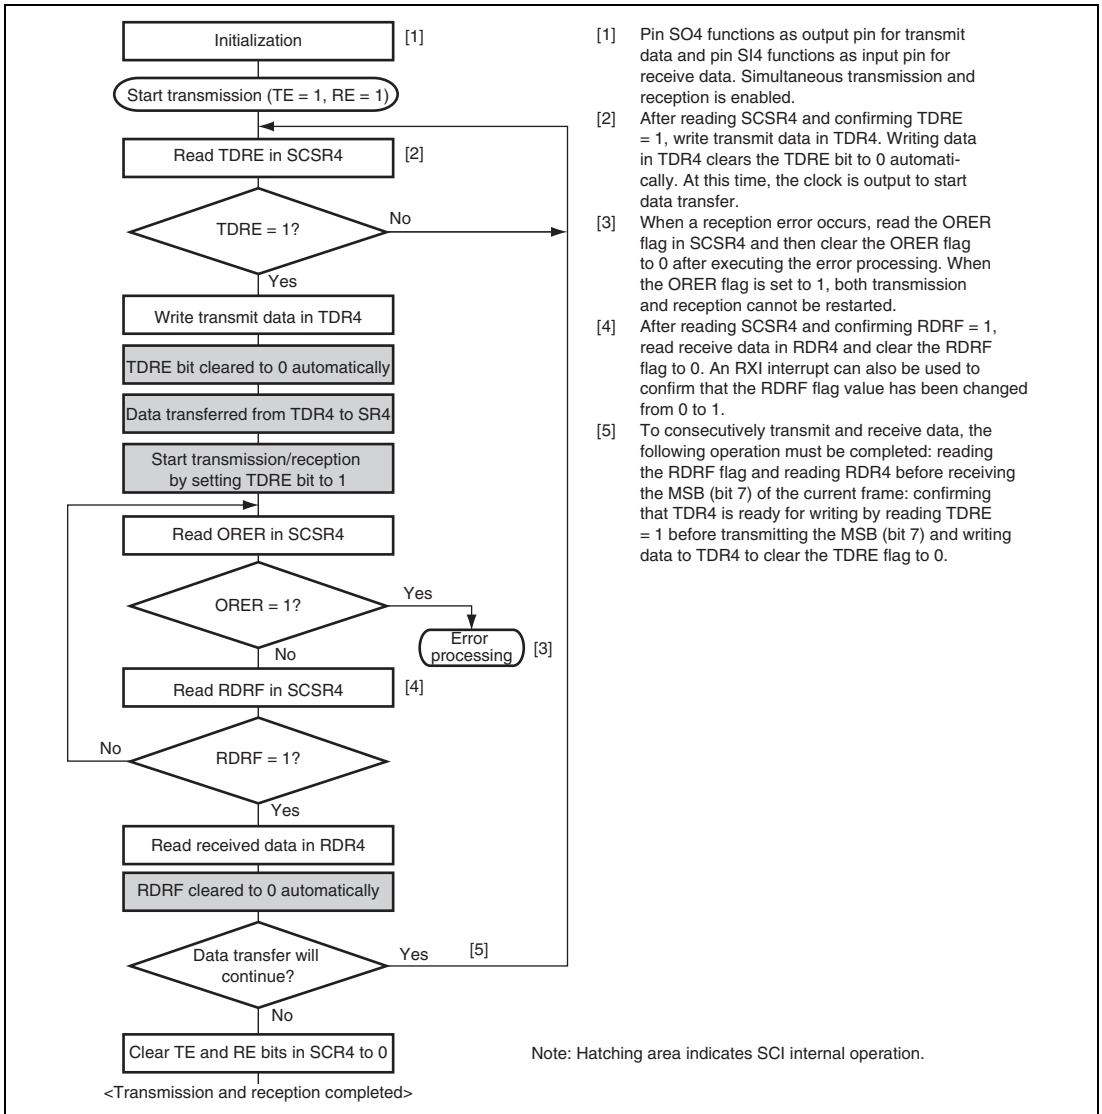 Initialization
[1]
Start transmission (TE = 1, RE = 1)
Read TDRE in SCSR4
[2]
TDRE = 1?
No
Yes
Write transmit data in TDR4
TDRE bit cleared to 0 automatically
Data transferred from TDR4 to SR4
Start transmission/reception
by setting TDRE bit to 1
Read ORER in SCSR4
ORER = 1?
Yes
Error
processing
[3]
No
Read RDRF in SCSR4
[4]
No
RDRF = 1?
Yes
Read received data in RDR4
RDRF cleared to 0 automatically
Data transfer will
continue?
Yes
[5]
No
Clear TE and RE bits in SCR4 to 0
<Transmission and reception completed>
[1] Pin SO4 functions as output pin for transmit
data and pin SI4 functions as input pin for
receive data. Simultaneous transmission and
reception is enabled.
[2] After reading SCSR4 and confirming TDRE
= 1, write transmit data in TDR4. Writing data
in TDR4 clears the TDRE bit to 0 automati-
cally. At this time, the clock is output to start
data transfer.
[3] When a reception error occurs, read the ORER
flag in SCSR4 and then clear the ORER flag
to 0 after executing the error processing. When
the ORER flag is set to 1, both transmission
and reception cannot be restarted.
[4] After reading SCSR4 and confirming RDRF = 1,
read receive data in RDR4 and clear the RDRF
flag to 0. An RXI interrupt can also be used to
confirm that the RDRF flag value has been changed
from 0 to 1.
[5] To consecutively transmit and receive data, the
following operation must be completed: reading
the RDRF flag and reading RDR4 before receiving
the MSB (bit 7) of the current frame: confirming
that TDR4 is ready for writing by reading TDRE
= 1 before transmitting the MSB (bit 7) and writing
data to TDR4 to clear the TDRE flag to 0.
Note: Hatching area indicates SCI internal operation.